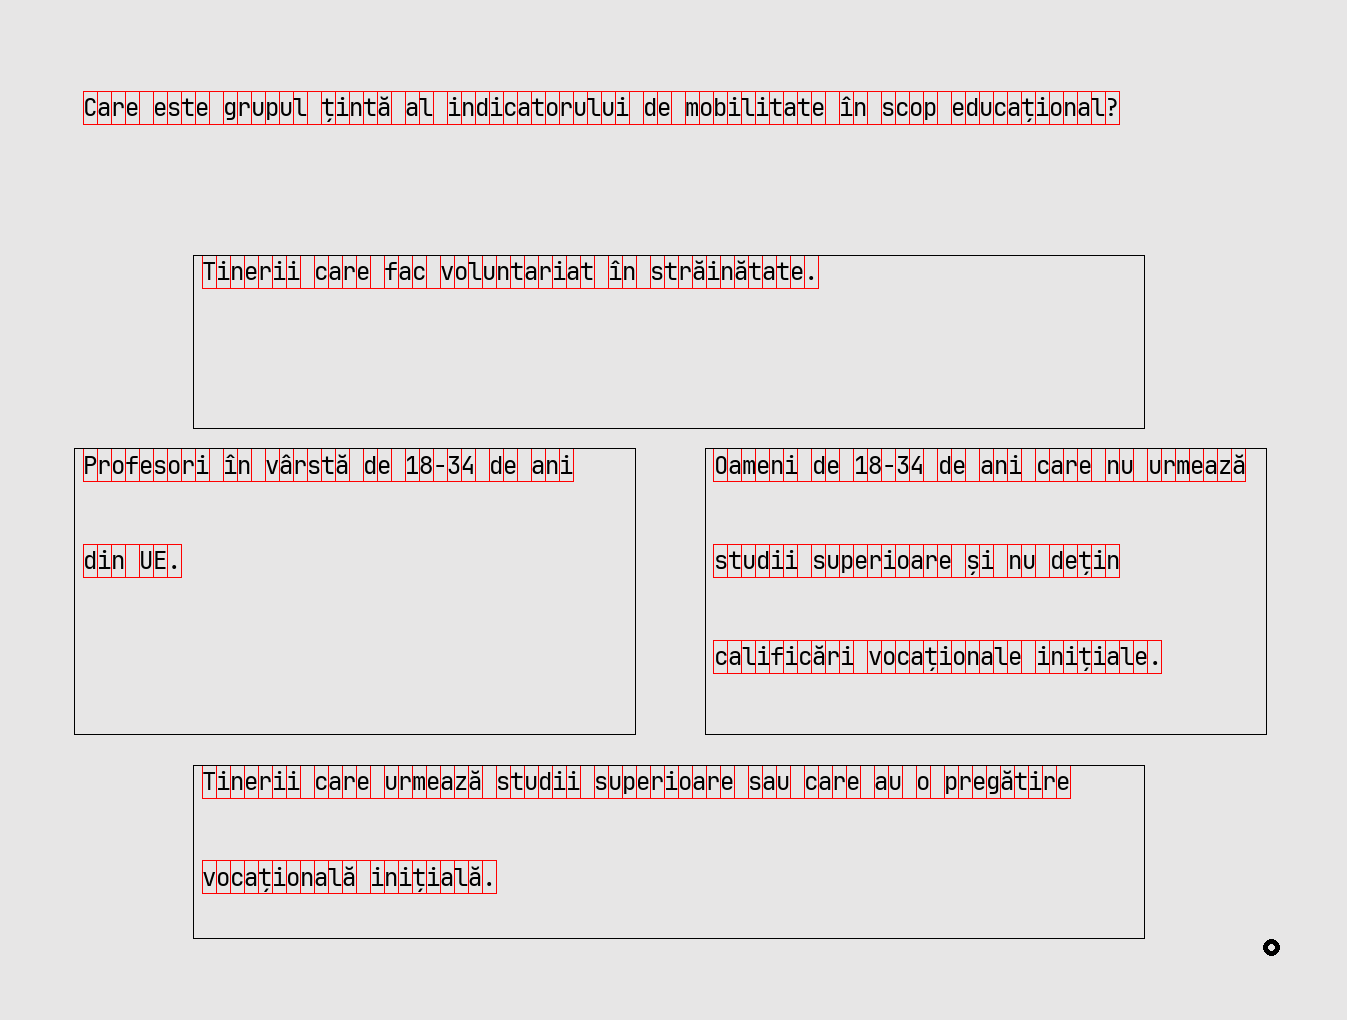 Care este grupul țintă al indicatorului de mobilitate în scop educațional?
Tinerii care fac voluntariat în străinătate.
Profesori în vârstă de 18-34 de ani
din UE.
Oameni de 18-34 de ani care nu urmează
studii superioare și nu dețin
calificări vocaționale inițiale.
Tinerii care urmează studii superioare sau care au o pregătire
vocațională inițială.